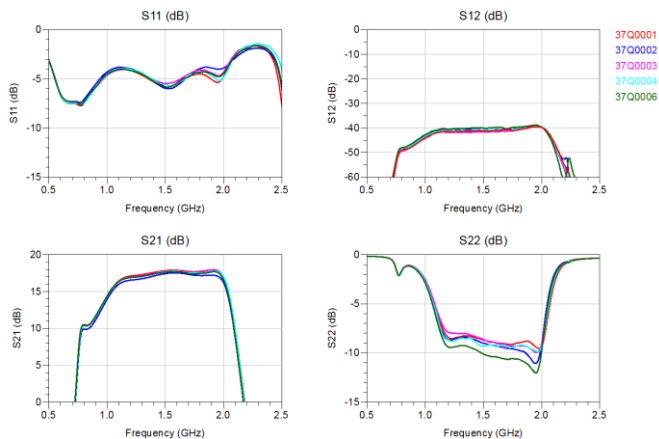 S11 (dB)
0
-5
-10
-15
S11 (dB)
0.5
1.0
1.5
2.0
2.5
Frequency (GHz)
S12 (dB)
0
-10
-20
-30
-40
-50
-60
S12 (dB)
0.5
1.0
1.5
2.0
2.5
Frequency (GHz)
37Q0001
37Q0002
37Q0003
37Q0004
37Q0006
S21 (dB)
20
15
10
5
0
S21 (dB)
0.5
1.0
1.5
2.0
2.5
Frequency (GHz)
S22 (dB)
0
-5
-10
-15
S22 (dB)
0.5
1.0
1.5
2.0
2.5
Frequency (GHz)